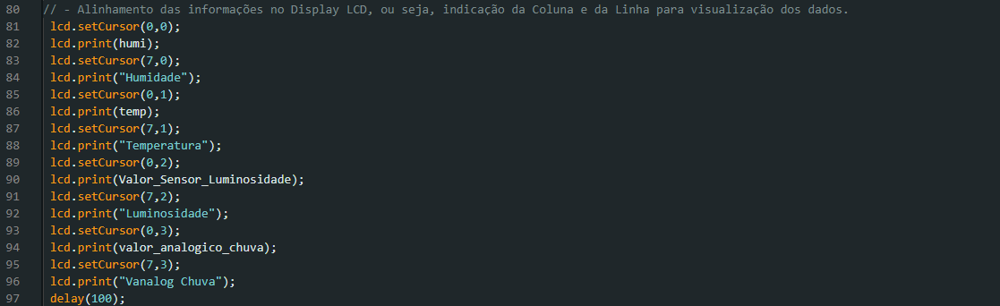 80 // - Alinhamento das informações no Display LCD, ou seja, indicação da Coluna e da Linha para visualização dos dados.
81 lcd.setCursor(0,0);
82 lcd.print(humi);
83 lcd.setCursor(7,0);
84 lcd.print("Humidade");
85 lcd.setCursor(0,1);
86 lcd.print(temp);
87 lcd.setCursor(7,1);
88 lcd.print("Temperatura");
89 lcd.setCursor(0,2);
90 lcd.print(Valor_Sensor_Luminosidade);
91 lcd.setCursor(7,2);
92 lcd.print("Luminosidade");
93 lcd.setCursor(0,3);
94 lcd.print(valor_analogico_chuva);
95 lcd.setCursor(7,3);
96 lcd.print("Vanalog Chuva");
97 delay(100);